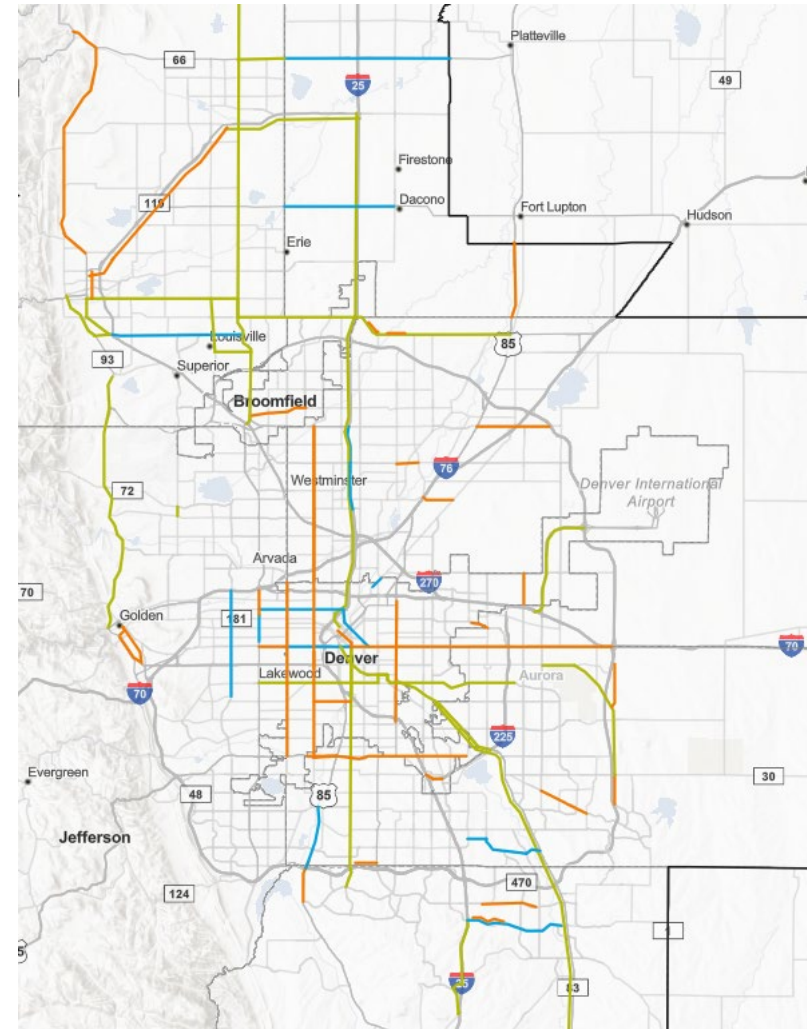 Platteville
66
49
25
Firestone
119
Dacono
Fort Lupton
Hudson
Erie
Louisville
85
93
Superior
Broomfield
76
72
Westminster
Denver International
Airport
Arvada
270
70
Golden
181
70
Denver
Lakewood
Aurora
70
225
Evergreen
30
85
48
Jefferson
470
124
1
25
83